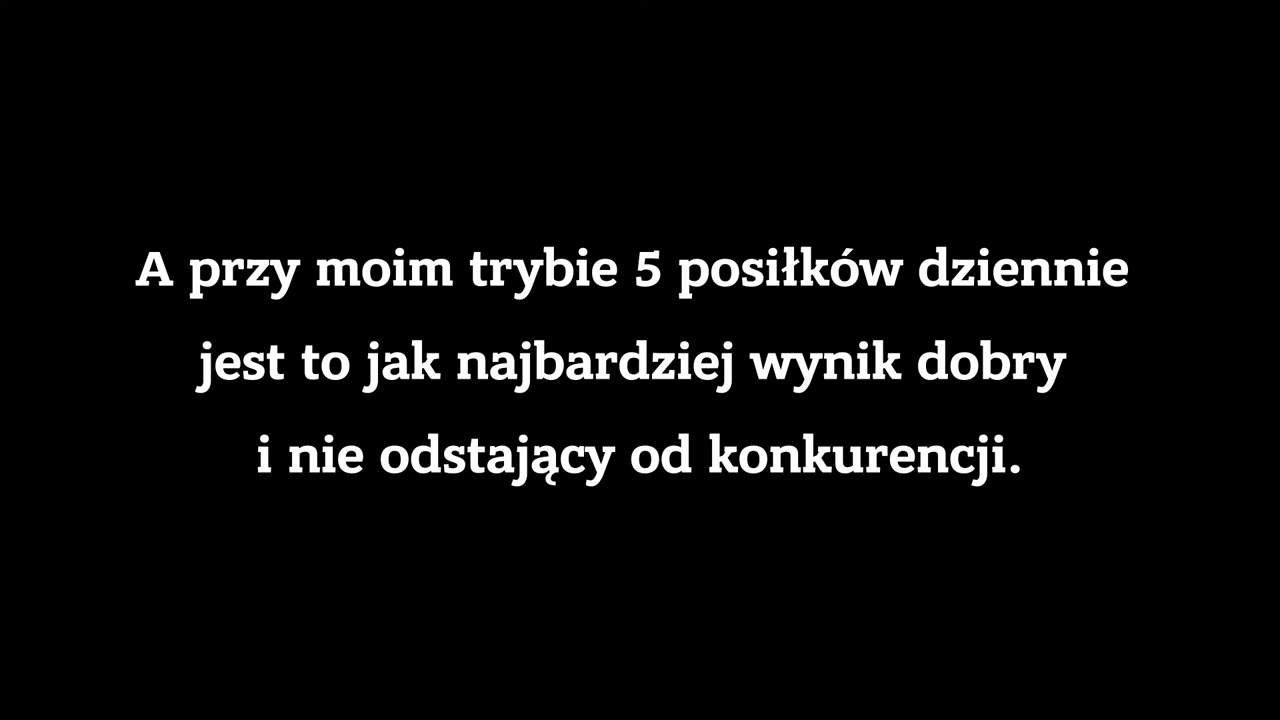 A przy moim trybie 5 posiłków dziennie
jest to jak najbardziej wynik dobry
i nie odstający od konkurencji.